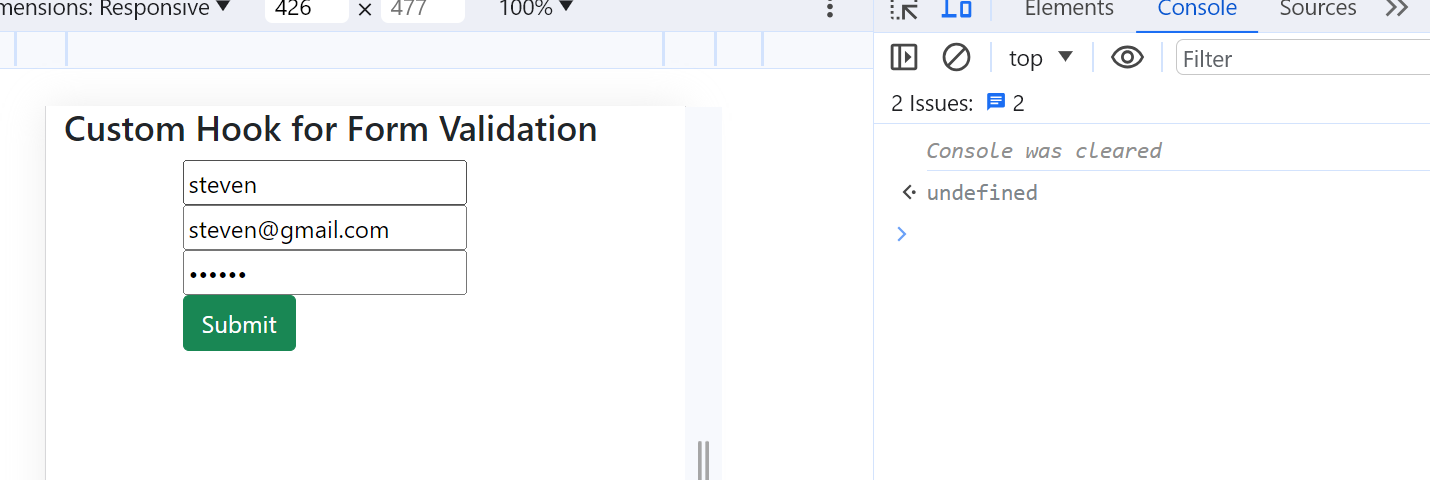 mensions: Responsive ▼ 426 × 477 100% ▼
Elements Console Sources
top ▼ Filter
2 Issues: 2
Console was cleared
undefined
Custom Hook for Form Validation
steven
steven@gmail.com
••••••
Submit